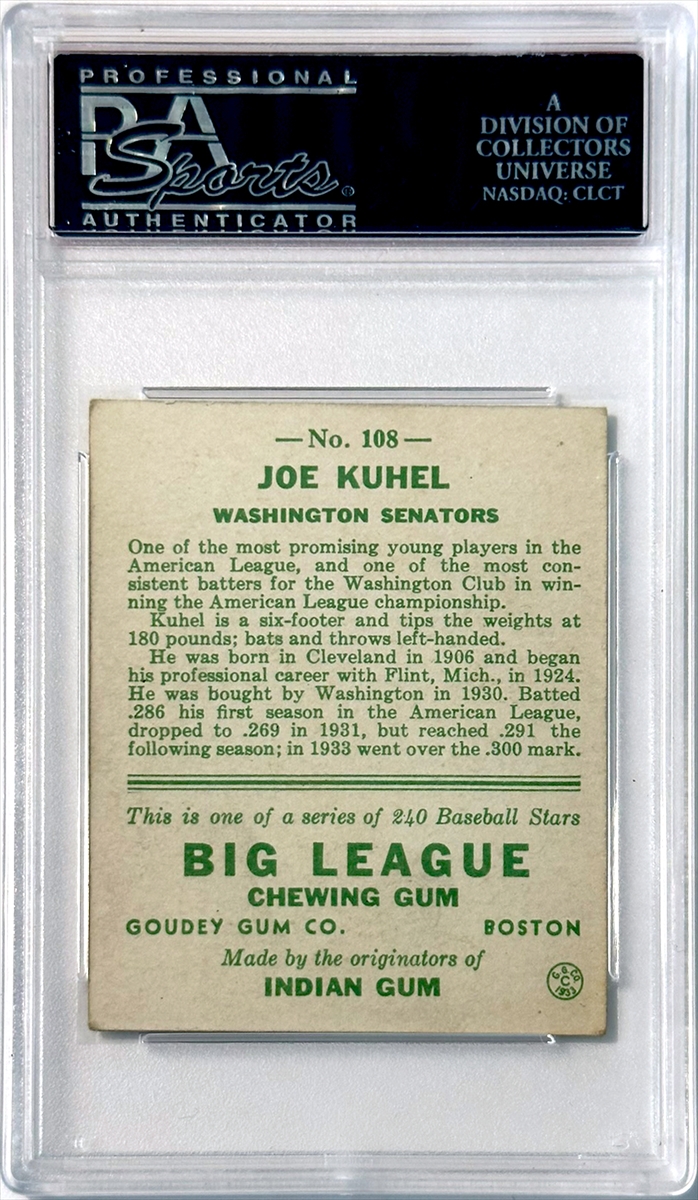 PROFESSIONAL
PSA
Sports®
AUTHENTICATOR
A
DIVISION OF
COLLECTORS
UNIVERSE
NASDAQ: CLCT
—No. 108—
JOE KUHEL
WASHINGTON SENATORS
One of the most promising young players in the
American League, and one of the most con-
sistent batters for the Washington Club in win-
ning the American League championship.
Kuhel is a six-footer and tips the weights at
180 pounds; bats and throws left-handed.
He was born in Cleveland in 1906 and began
his professional career with Flint, Mich., in 1924.
He was bought by Washington in 1930. Batted
.286 his first season in the American League,
dropped to .269 in 1931, but reached .291 the
following season; in 1933 went over the .300 mark.
This is one of a series of 240 Baseball Stars
BIG LEAGUE
CHEWING GUM
GOUDEY GUM CO. BOSTON
Made by the originators of
INDIAN GUM
G. G. CO.
C
1933